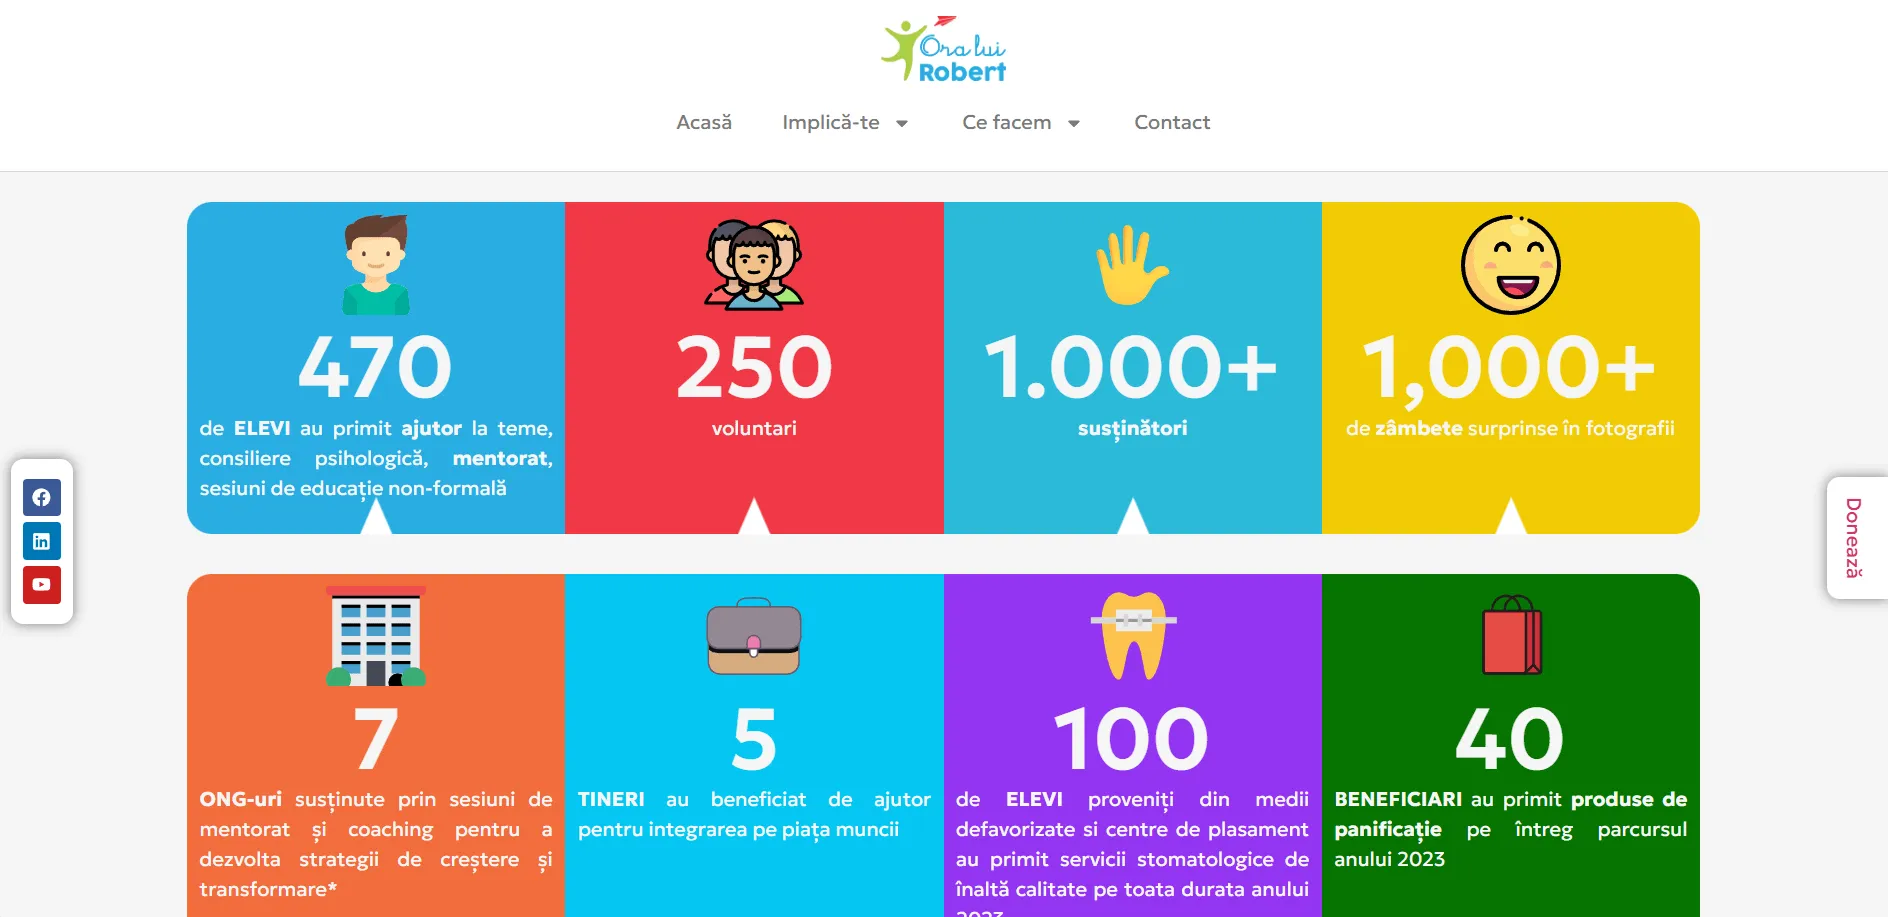 Ora lui
Robert
Acasă
Implică-te
Ce facem
Contact
470
de ELEVI au primit ajutor la teme,
consiliere psihologică, mentorat,
sesiuni de educație non-formală
250
voluntari
1.000+
susținători
1,000+
de zâmbete surprinse în fotografii
Donează
7
ONG-uri susținute prin sesiuni de
mentorat și coaching pentru a
dezvolta strategii de creștere și
transformare*
5
TINERI au beneficiat de ajutor
pentru integrarea pe piața muncii
100
de ELEVI proveniți din medii
defavorizate si centre de plasament
au primit servicii stomatologice de
înaltă calitate pe toata durata anului
2023
40
BENEFICIARI au primit produse de
panificație pe întreg parcursul
anului 2023